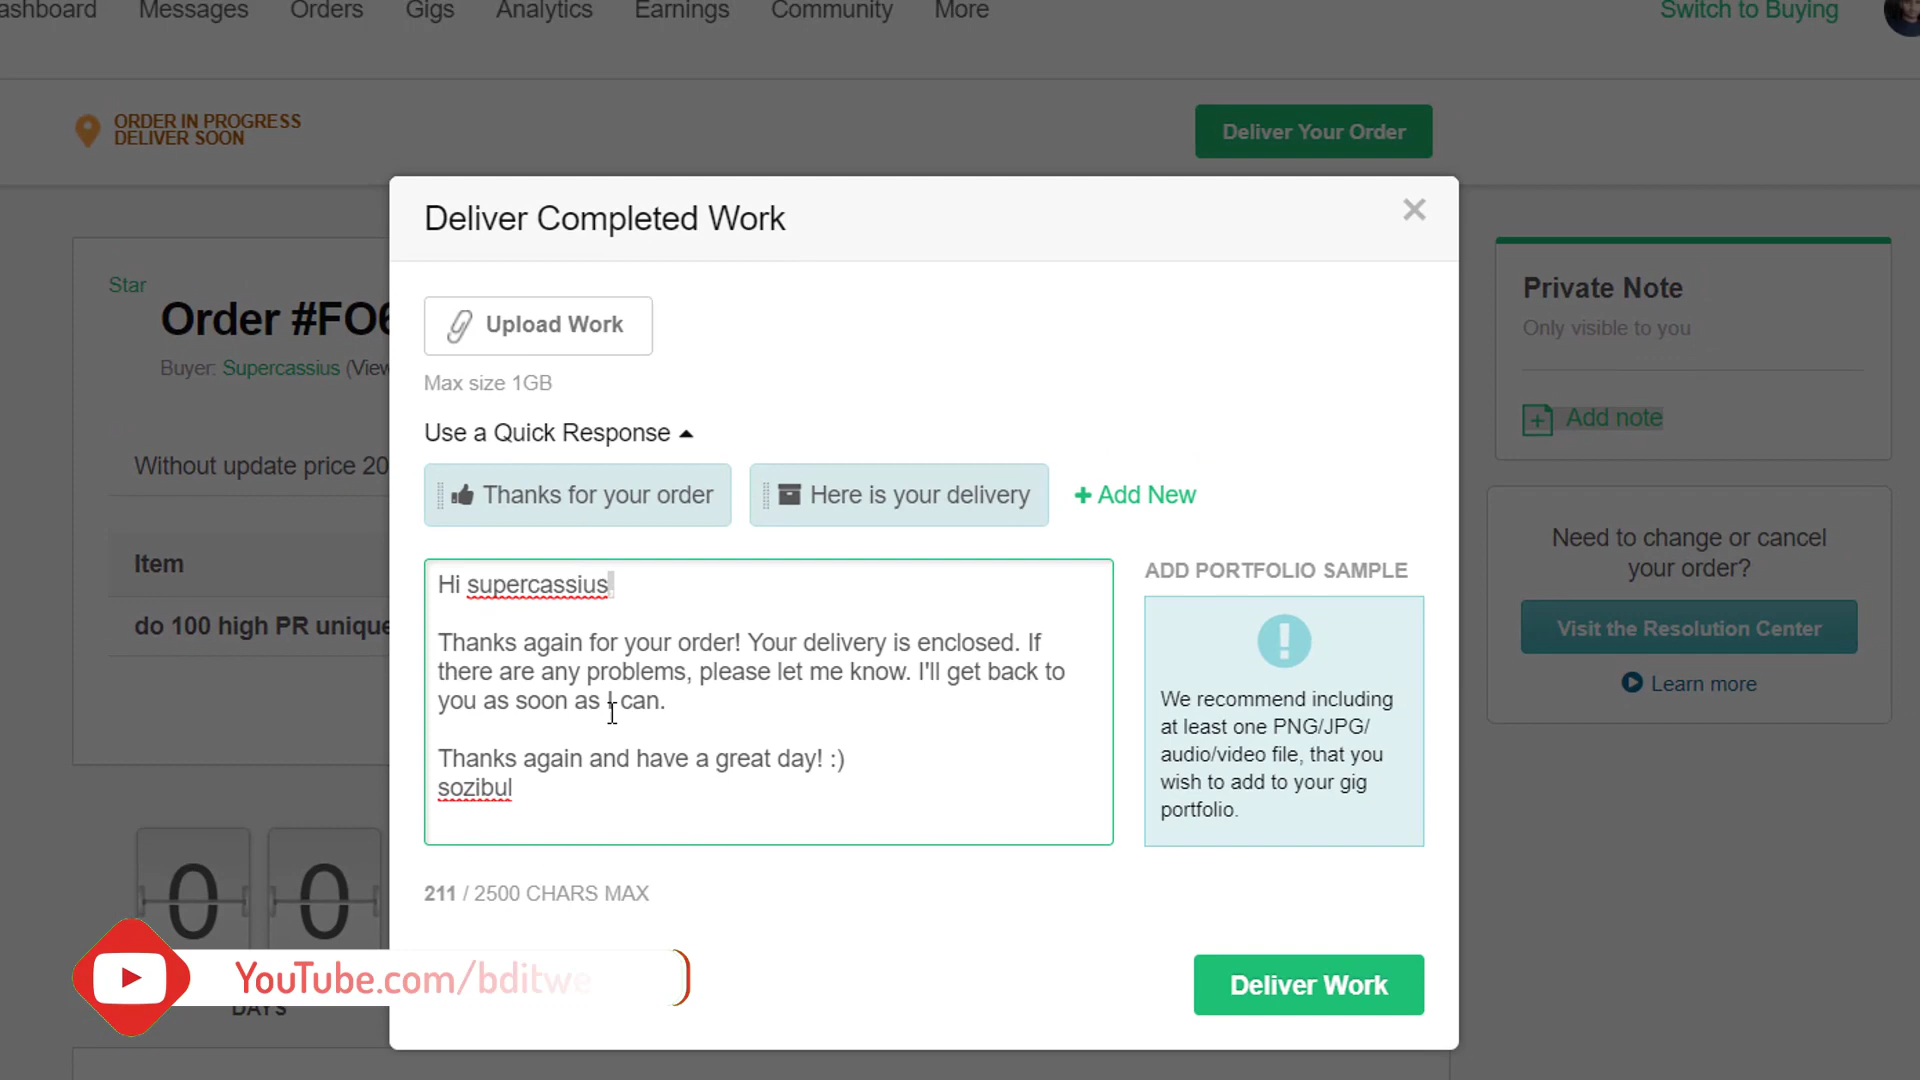 ashboard Messages Orders Gigs Analytics Earnings Community More Switch to Buying
ORDER IN PROGRESS
DELIVER SOON
Deliver Your Order
Deliver Completed Work
Star
Order #FO6
Buyer: Supercassius (View
Without update price 20
Item
do 100 high PR unique
0 0
DAYS
Upload Work
Max size 1GB
Use a Quick Response
Thanks for your order
Here is your delivery
+ Add New
Hi supercassius
Thanks again for your order! Your delivery is enclosed. If
there are any problems, please let me know. I'll get back to
you as soon as I can.
Thanks again and have a great day! :)
sozibul
211 / 2500 CHARS MAX
ADD PORTFOLIO SAMPLE
We recommend including
at least one PNG/JPG/
audio/video file, that you
wish to add to your gig
portfolio.
Deliver Work
Private Note
Only visible to you
Add note
Need to change or cancel
your order?
Visit the Resolution Center
Learn more
YouTube.com/bditwe